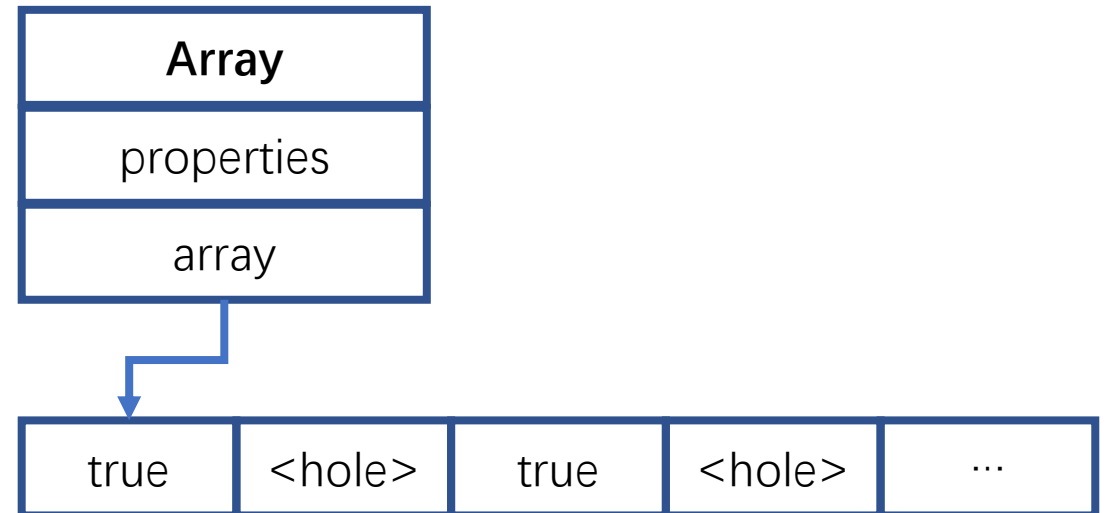 Array
properties
array
true <hole> true <hole> ...